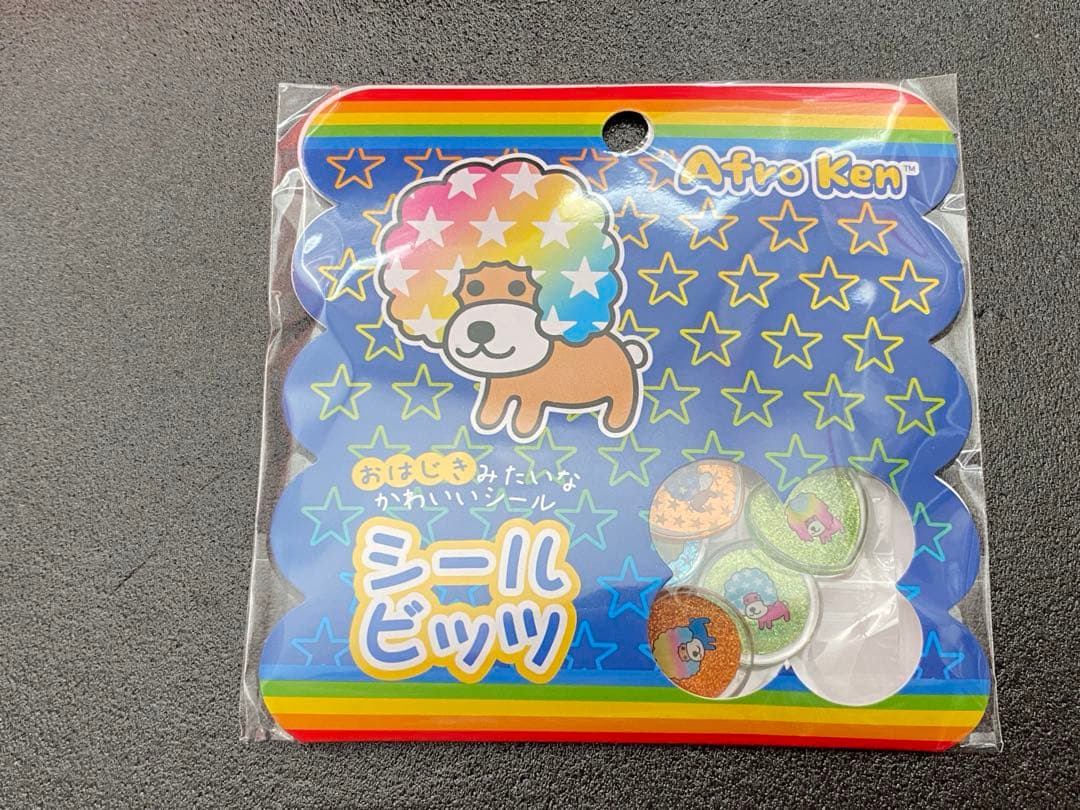 Afro Ken™
おはじきみたいな
かわいいシール
シール
ビッツ